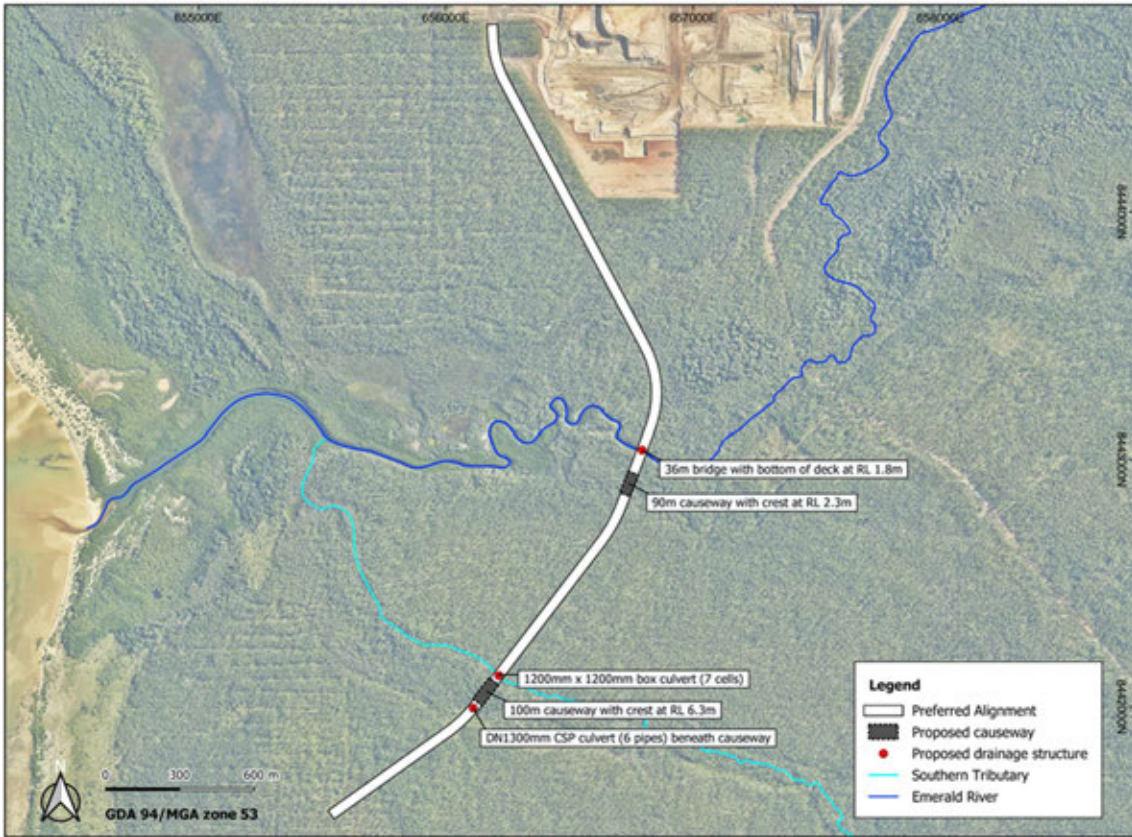 655000E
656000E
657000E
658000E
8444000N
8443000N
36m bridge with bottom of deck at RL 1.8m
90m causeway with crest at RL 2.3m
8442000N
1200mm x 1200mm box culvert (7 cells)
100m causeway with crest at RL 6.3m
DN1300mm CSP culvert (6 pipes) beneath causeway
Legend
Preferred Alignment
Proposed causeway
Proposed drainage structure
Southern Tributary
Emerald River
N
0 300 600 m
GDA 94/MGA zone 53